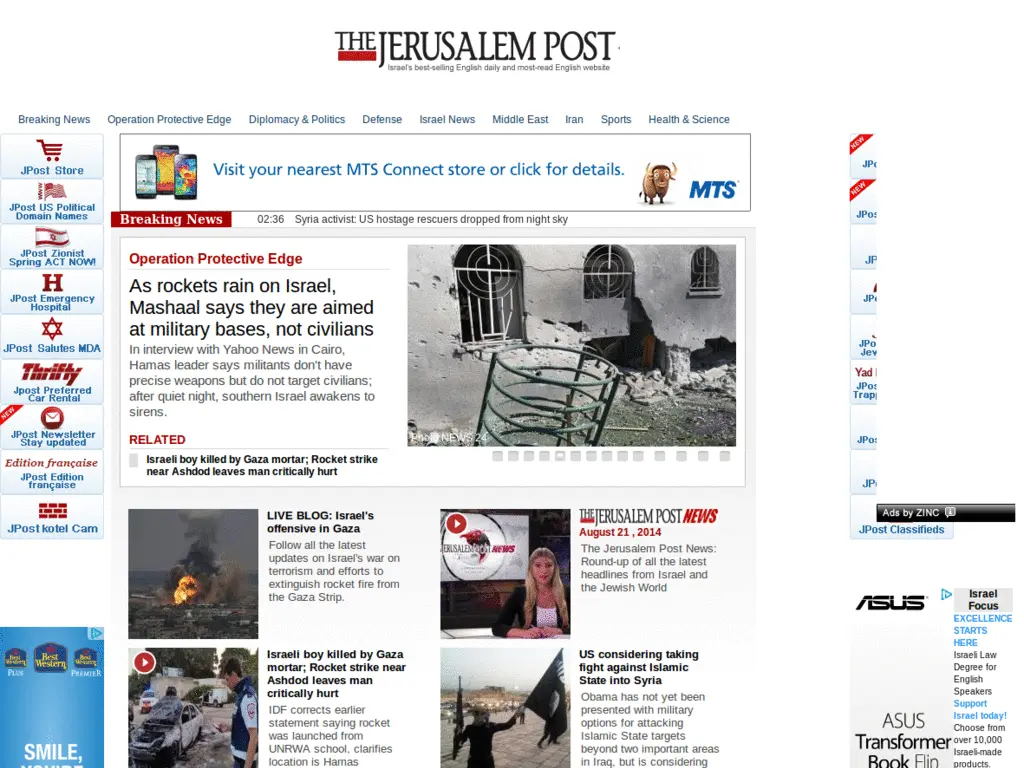 THE JERUSALEM POST
Israel's best-selling English daily and most-read English website
Breaking News Operation Protective Edge Diplomacy & Politics Defense Israel News Middle East Iran Sports Health & Science
JPost Store
JPost US Political
Domain Names
JPost Zionist
Spring ACT NOW!
JPost Emergency
Hospital
JPost Salutes MDA
Thrifty
Jpost Preferred
Car Rental
NEW
JPost Newsletter
Stay updated
Edition française
JPost Edition
française
JPost kotel Cam
Best Western PLUS
Best Western
Best Western PREMIER
SMILE,
Visit your nearest MTS Connect store or click for details.
MTS
Breaking News 02:36 Syria activist: US hostage rescuers dropped from night sky
Operation Protective Edge
As rockets rain on Israel,
Mashaal says they are aimed
at military bases, not civilians
In interview with Yahoo News in Cairo,
Hamas leader says militants don't have
precise weapons but do not target civilians;
after quiet night, southern Israel awakens to
sirens.
RELATED
Israeli boy killed by Gaza mortar; Rocket strike
near Ashdod leaves man critically hurt
Photo: NEWS 24
LIVE BLOG: Israel's
offensive in Gaza
Follow all the latest
updates on Israel's war on
terrorism and efforts to
extinguish rocket fire from
the Gaza Strip.
JERUSALEM POST NEWS
THE JERUSALEM POST NEWS
August 21 , 2014
The Jerusalem Post News:
Round-up of all the latest
headlines from Israel and
the Jewish World
Israeli boy killed by Gaza
mortar; Rocket strike near
Ashdod leaves man
critically hurt
IDF corrects earlier
statement saying rocket
was launched from
UNRWA school, clarifies
location is Hamas
US considering taking
fight against Islamic
State into Syria
Obama has not yet been
presented with military
options for attacking
Islamic State targets
beyond two important areas
in Iraq, but is considering
NEW
NEW
Yad
Ads by ZINC
JPost Classifieds
ASUS
ASUS
Transformer
Book Flip
Israel
Focus
EXCELLENCE
STARTS
HERE
Israeli Law
Degree for
English
Speakers
Support
Israel today!
Choose from
over 10,000
Israeli-made
products.